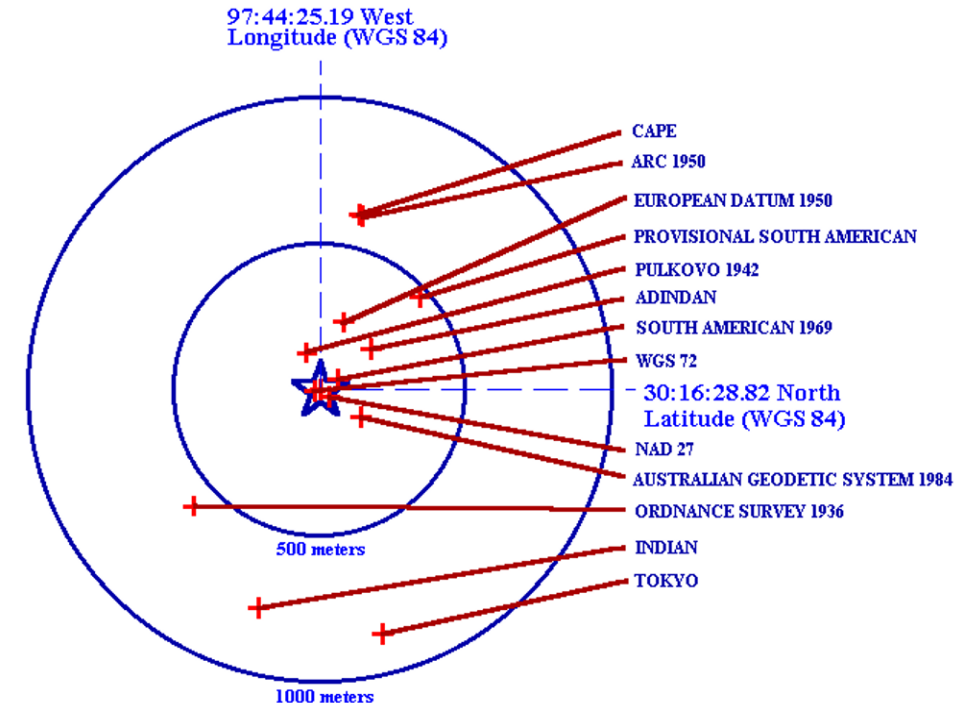 97:44:25.19 West
Longitude (WGS 84)
CAPE
ARC 1950
EUROPEAN DATUM 1950
PROVISIONAL SOUTH AMERICAN
PULKOVO 1942
ADINDAN
SOUTH AMERICAN 1969
WGS 72
30:16:28.82 North
Latitude (WGS 84)
NAD 27
AUSTRALIAN GEODETIC SYSTEM 1984
ORDNANCE SURVEY 1936
500 meters
INDIAN
TOKYO
1000 meters